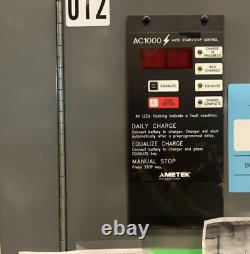 012
AC1000 AUTO START/STOP CONTROL
CHARGE IN PROGRESS
80% CHARGED
EQUALIZE
EQUALIZE
STOP
CHARGE COMPLETE
All LEDs flashing indicate a fault condition.
DAILY CHARGE
Connect battery to charger. Charger will start
automatically after a preprogrammed delay.
EQUALIZE CHARGE
Connect battery to charger and press
EQUALIZE key.
MANUAL STOP
Press STOP key.
AMETEK